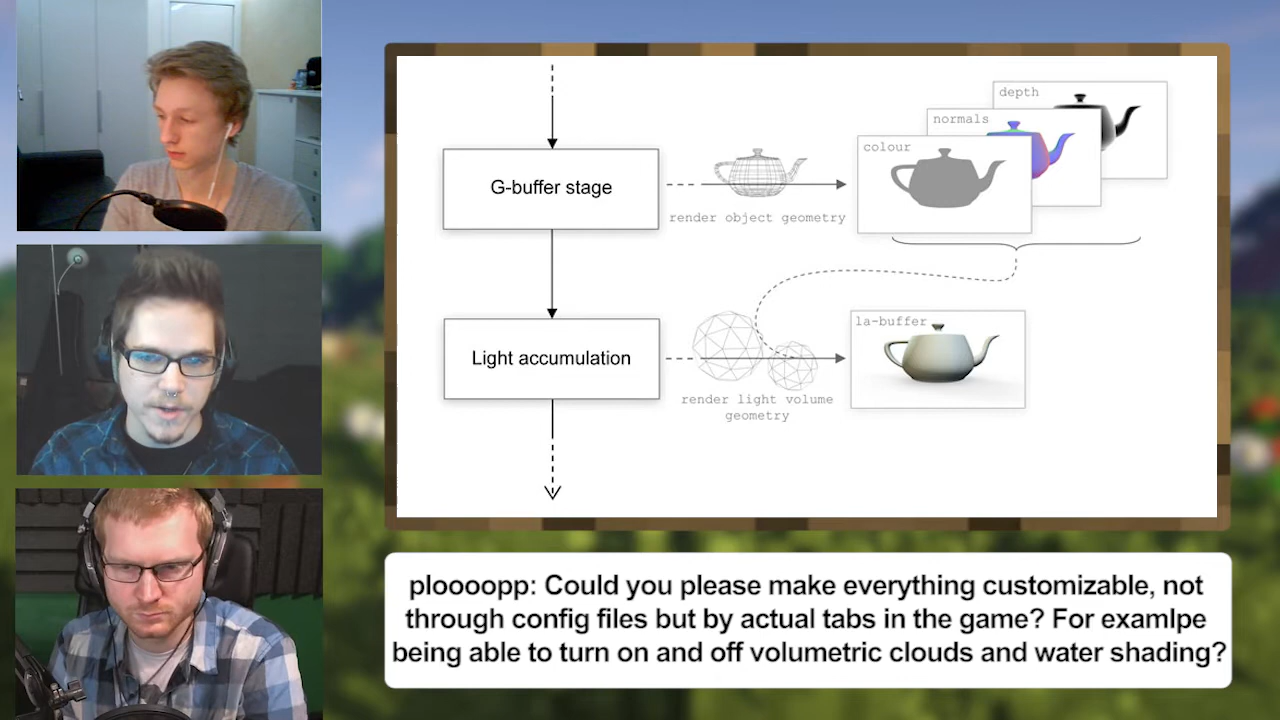 depth
normals
colour
G-buffer stage
render object geometry
la-buffer
Light accumulation
render light volume
geometry
ploooopp: Could you please make everything customizable, not
through config files but by actual tabs in the game? For examlpe
being able to turn on and off volumetric clouds and water shading?